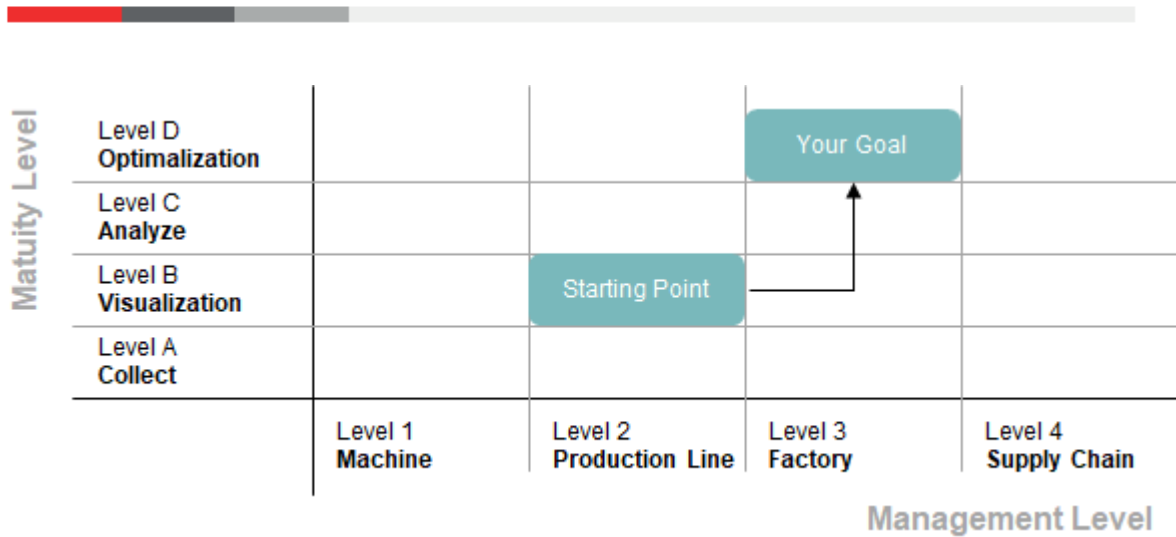 Matuity Level
Level D
Optimalization
Your Goal
Level C
Analyze
Level B
Visualization
Starting Point
Level A
Collect
Level 1
Machine
Level 2
Production Line
Level 3
Factory
Level 4
Supply Chain
Management Level